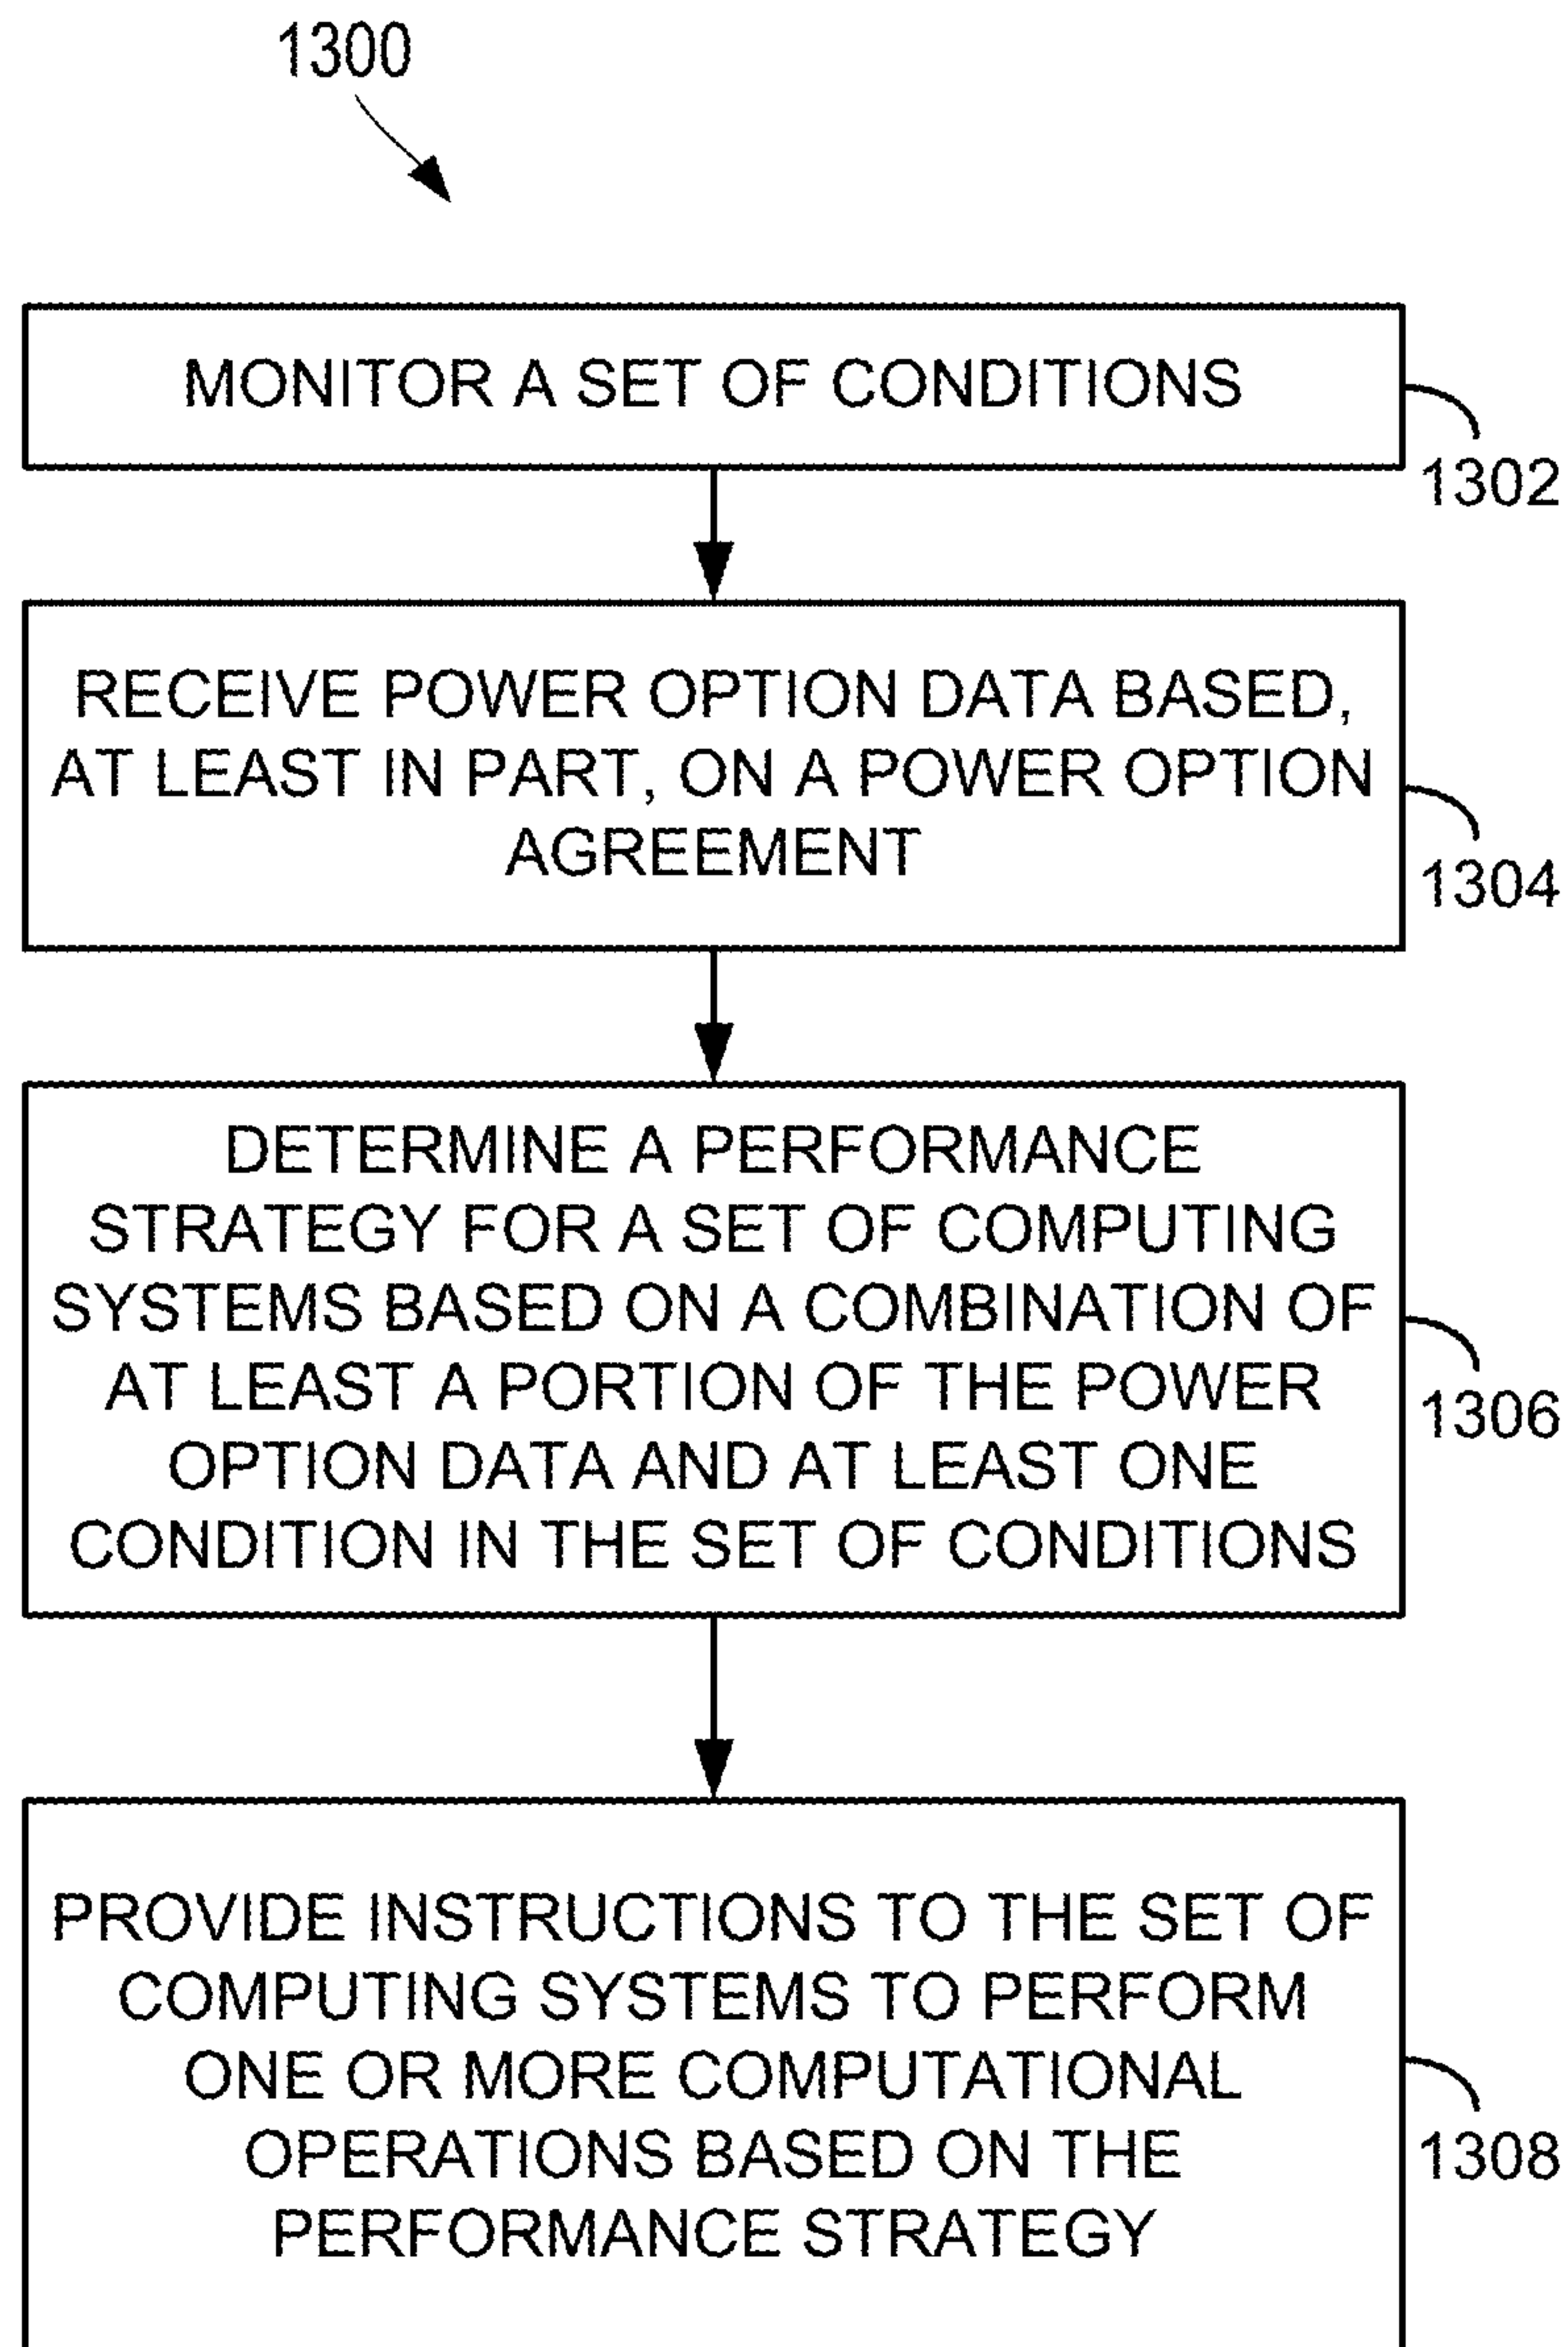 1300
MONITOR A SET OF CONDITIONS
1302
RECEIVE POWER OPTION DATA BASED,
AT LEAST IN PART, ON A POWER OPTION
AGREEMENT
1304
DETERMINE A PERFORMANCE
STRATEGY FOR A SET OF COMPUTING
SYSTEMS BASED ON A COMBINATION OF
AT LEAST A PORTION OF THE POWER
OPTION DATA AND AT LEAST ONE
CONDITION IN THE SET OF CONDITIONS
1306
PROVIDE INSTRUCTIONS TO THE SET OF
COMPUTING SYSTEMS TO PERFORM
ONE OR MORE COMPUTATIONAL
OPERATIONS BASED ON THE
PERFORMANCE STRATEGY
1308